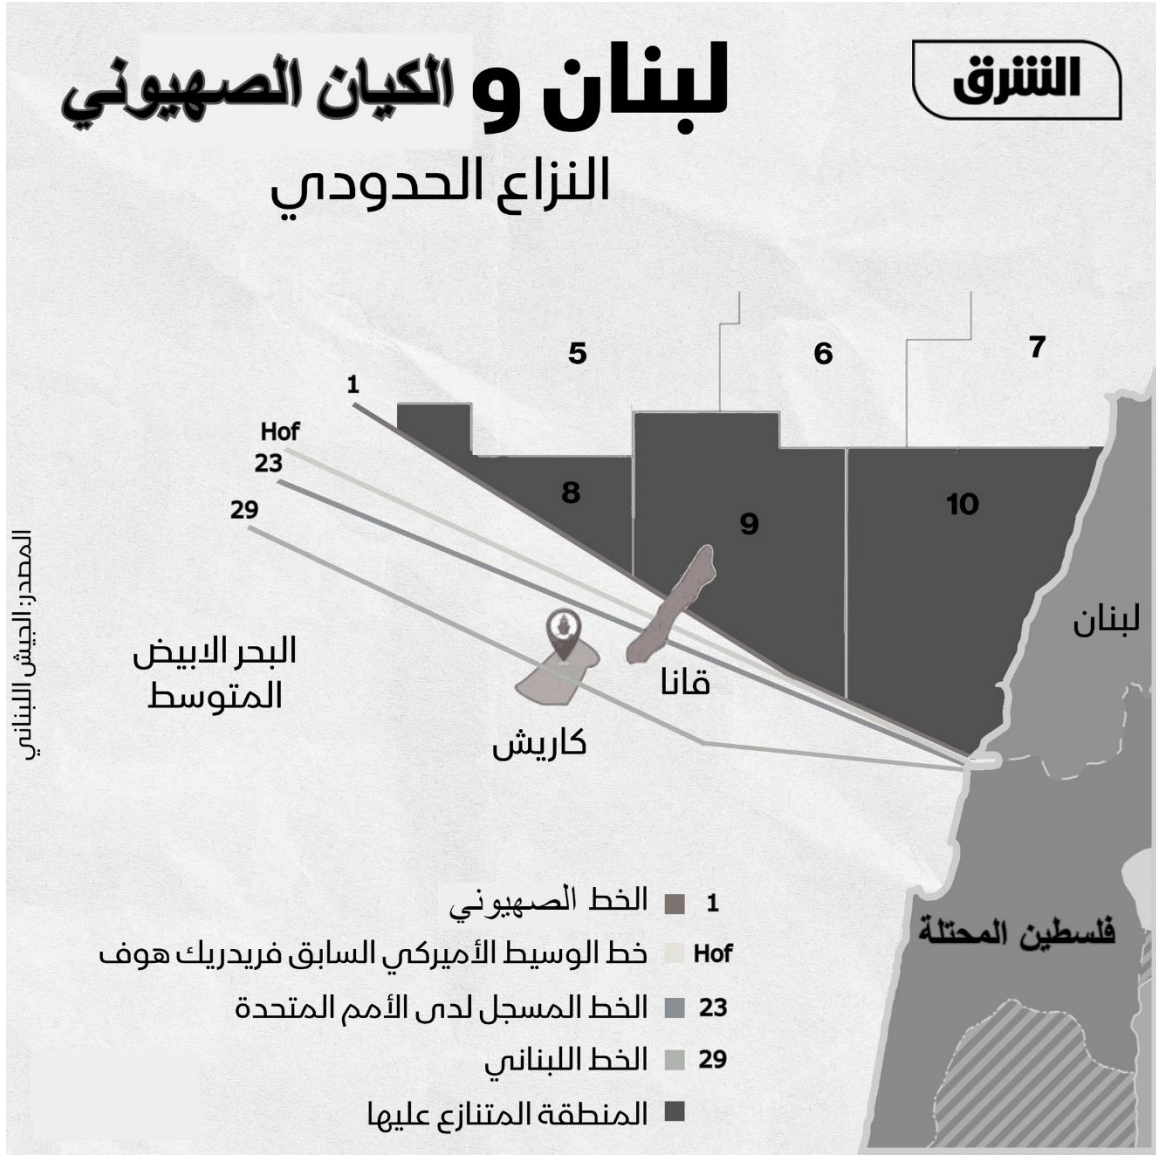 الشرق
لبنان و الكيان الصهيوني
النزاع الحدودي
5
6
7
1
Hof
23
29
8
9
10
لبنان
قانا
كاريش
البحر الابيض
المتوسط
المصدر: الجيش اللبناني
فلسطين المحتلة
1 الخط الصهيوني
Hof خط الوسيط الأميركي السابق فريدريك هوف
23 الخط المسجل لدى الأمم المتحدة
29 الخط اللبناني
المنطقة المتنازع عليها